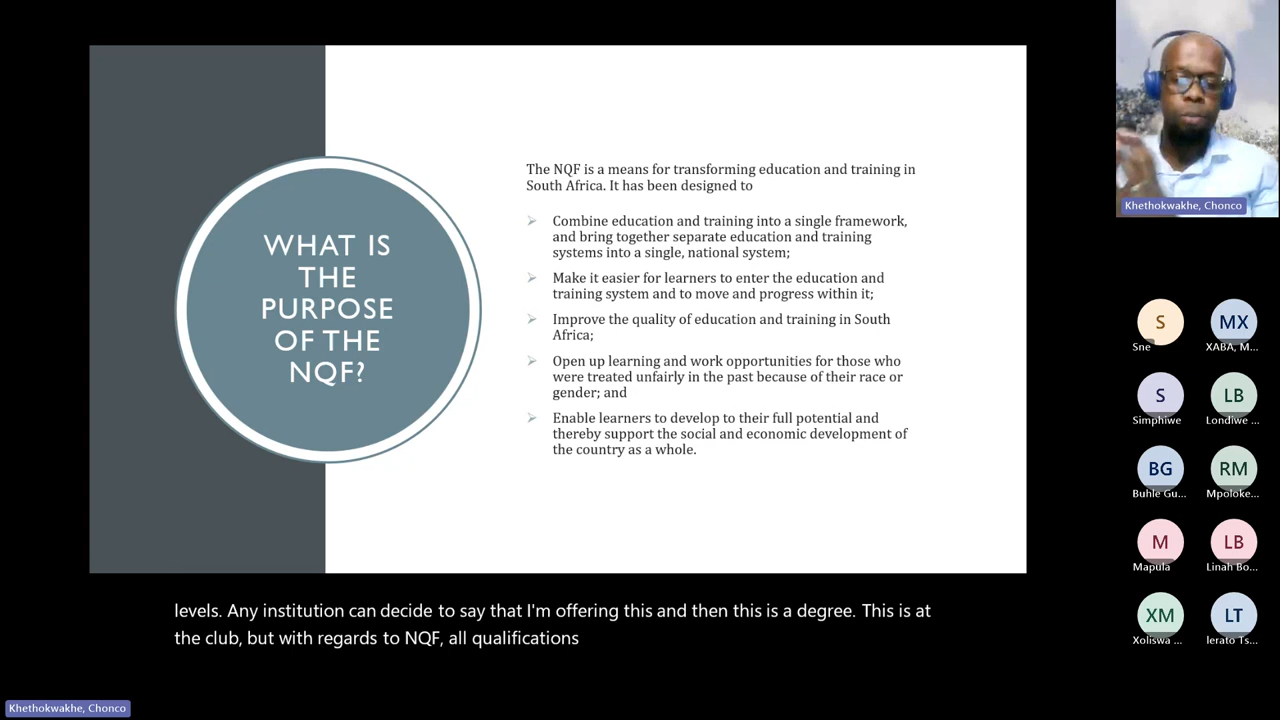 WHAT IS
THE
PURPOSE
OF THE
NQF?
The NQF is a means for transforming education and training in
South Africa. It has been designed to
Combine education and training into a single framework,
and bring together separate education and training
systems into a single, national system;
Make it easier for learners to enter the education and
training system and to move and progress within it;
Improve the quality of education and training in South
Africa;
Open up learning and work opportunities for those who
were treated unfairly in the past because of their race or
gender; and
Enable learners to develop to their full potential and
thereby support the social and economic development of
the country as a whole.
levels. Any institution can decide to say that I'm offering this and then this is a degree. This is at
the club, but with regards to NQF, all qualifications
Khethokwakhe, Chonco
Khethokwakhe, Chonco
S
Sne
MX
XABA, M...
S
Simphiwe
LB
Londiwe ...
BG
Buhle Gu...
RM
Mpoloke...
M
Mapula
LB
Linah Bo...
XM
Xoliswa ...
LT
lerato Ts...